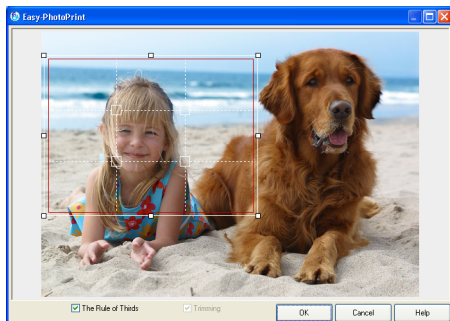 Easy-PhotoPrint
The Rule of Thirds
Trimming
OK
Cancel
Help